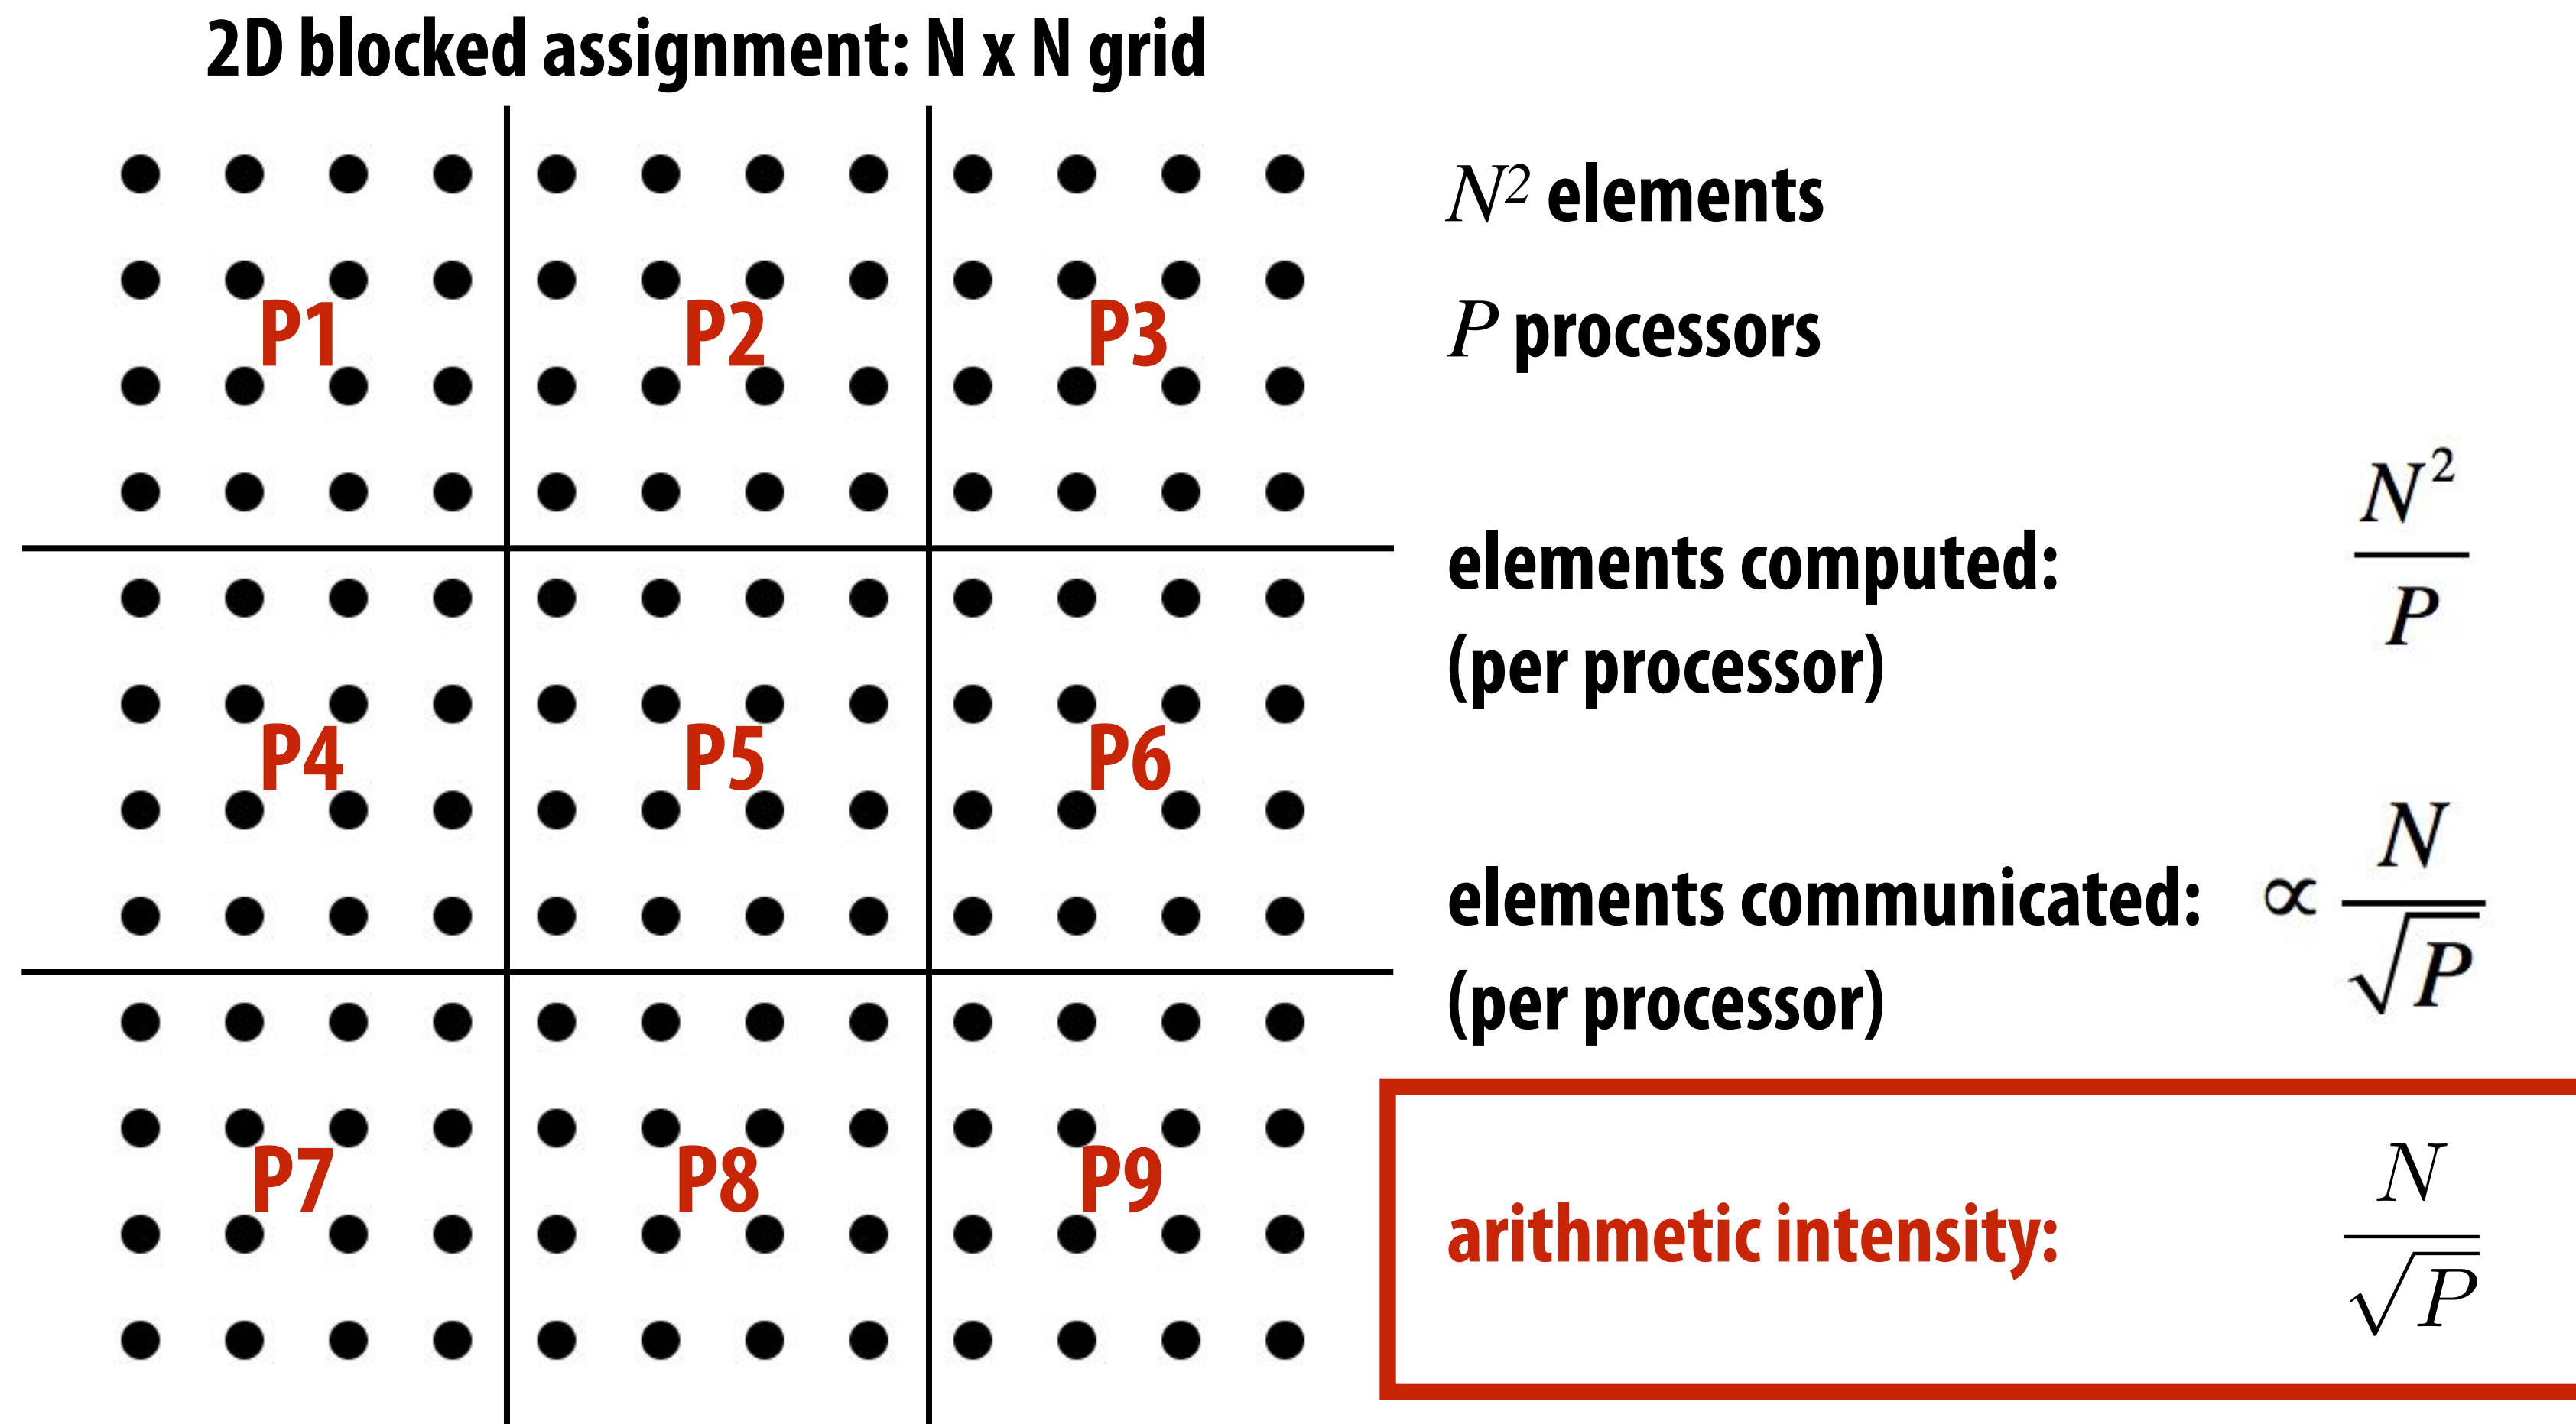 2D blocked assignment: N x N grid
P1 P2 P3
P4 P5 P6
P7 P8 P9
N² elements
P processors
elements computed: N²/P
(per processor)
elements communicated: ∝ N/√P
(per processor)
arithmetic intensity: N/√P